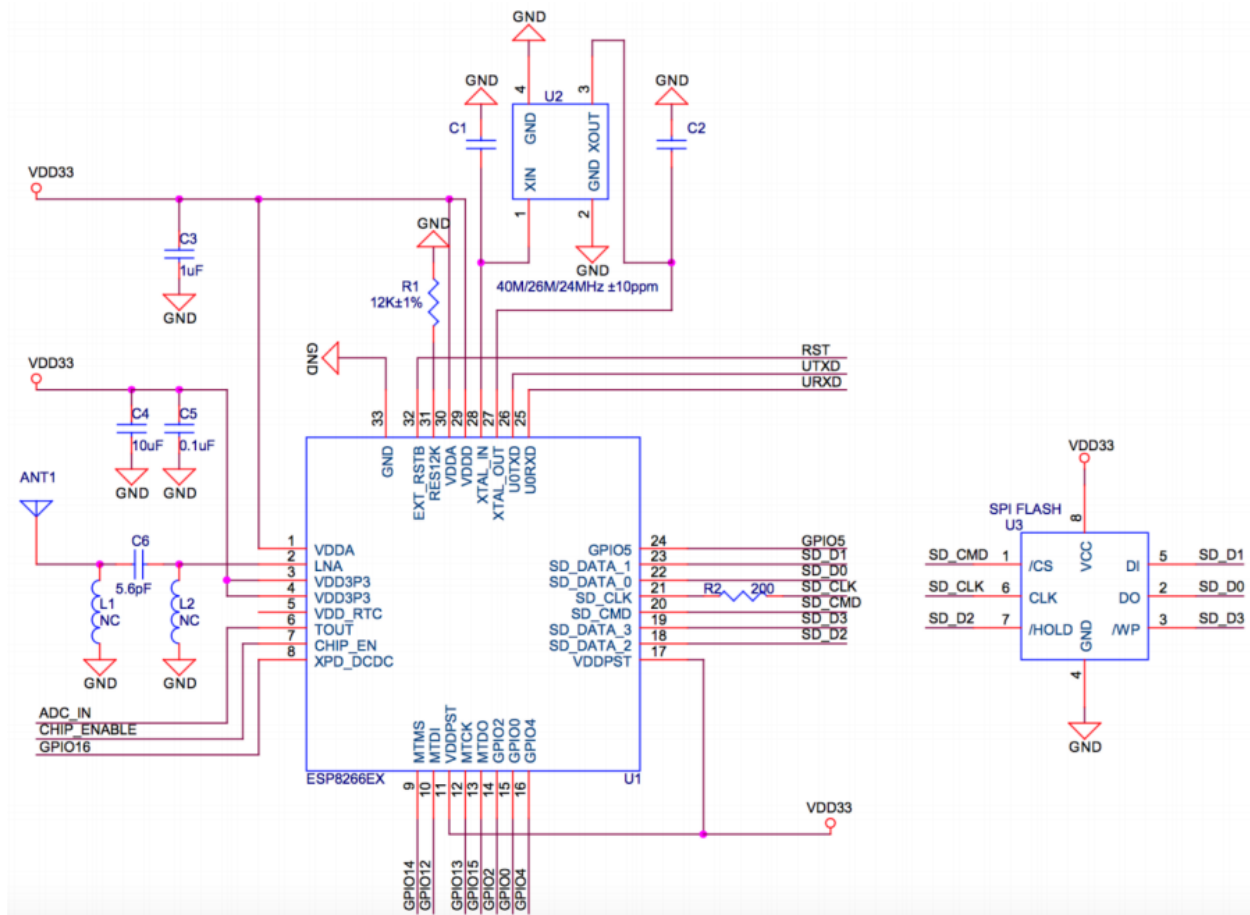 GND
4
3
U2
GND
XOUT
XIN
GND
1
2
GND
40M/26M/24MHz ±10ppm
GND
C1
GND
C2
VDD33
C3
1uF
GND
GND
R1
12K±1%
GND
RST
UTXD
URXD
VDD33
C4
10uF
GND
C5
0.1uF
GND
ANT1
C6
5.6pF
L1
NC
GND
L2
NC
GND
ADC_IN
CHIP_ENABLE
GPIO16
33
32
31
30
29
28
27
26
25
GND
EXT_RSTB
RES12K
VDDA
VDDD
XTAL_IN
XTAL_OUT
U0TXD
U0RXD
1 VDDA
2 LNA
3 VDD3P3
4 VDD3P3
5 VDD_RTC
6 TOUT
7 CHIP_EN
8 XPD_DCDC
GPIO5 24 GPIO5
SD_DATA_1 23 SD_D1
SD_DATA_0 22 SD_D0
SD_CLK 21 R2 200 SD_CLK
SD_CMD 20 SD_CMD
SD_DATA_3 19 SD_D3
SD_DATA_2 18 SD_D2
VDDPST 17
MTMS
MTDI
VDDPST
MTCK
MTDO
GPIO2
GPIO0
GPIO4
ESP8266EX
U1
9
10
11
12
13
14
15
16
GPIO14
GPIO12
GPIO13
GPIO15
GPIO2
GPIO0
GPIO4
VDD33
VDD33
SPI FLASH
U3
8
VCC
SD_CMD 1 /CS DI 5 SD_D1
SD_CLK 6 CLK DO 2 SD_D0
SD_D2 7 /HOLD /WP 3 SD_D3
GND
4
GND